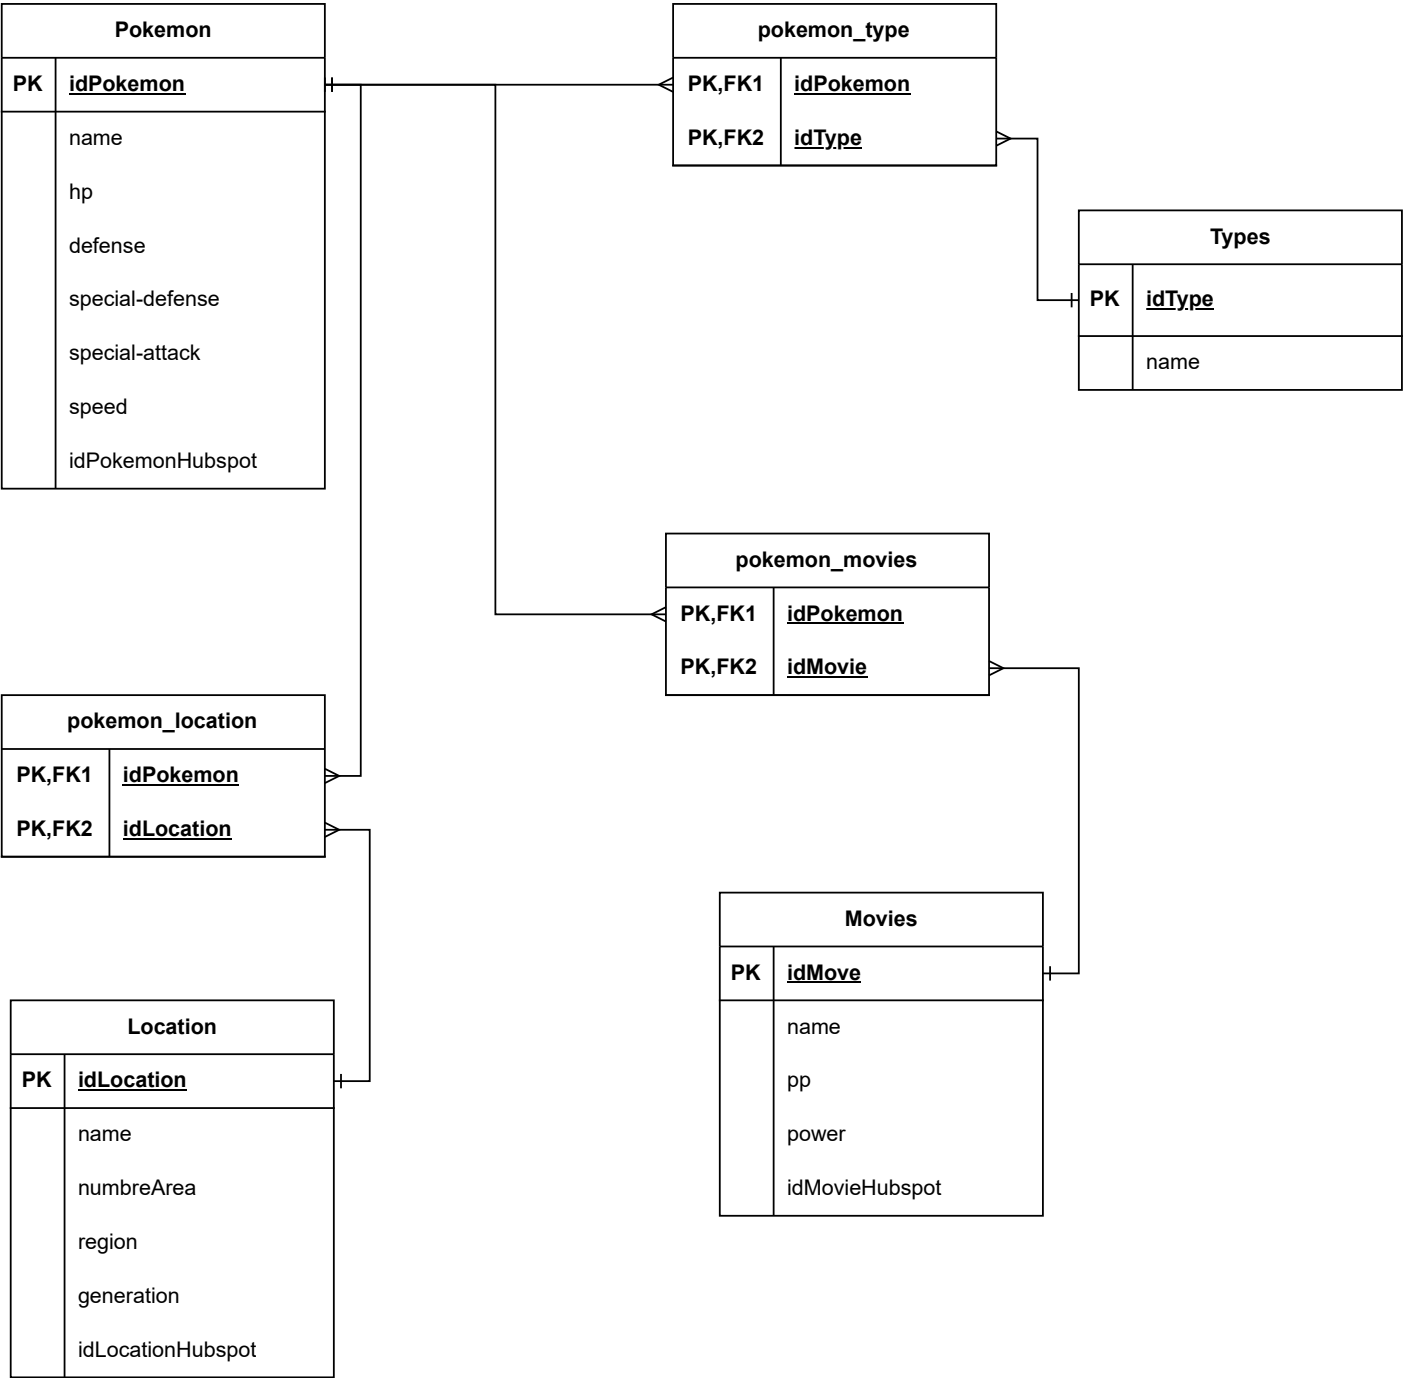 Pokemon
PK idPokemon
name
hp
defense
special-defense
special-attack
speed
idPokemonHubspot
pokemon_type
PK,FK1 idPokemon
PK,FK2 idType
Types
PK idType
name
pokemon_movies
PK,FK1 idPokemon
PK,FK2 idMovie
pokemon_location
PK,FK1 idPokemon
PK,FK2 idLocation
Movies
PK idMove
name
pp
power
idMovieHubspot
Location
PK idLocation
name
numbreArea
region
generation
idLocationHubspot